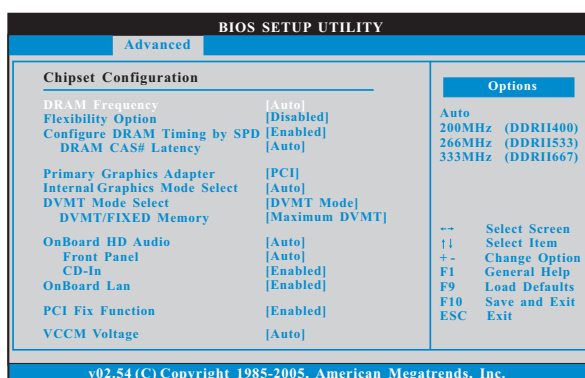 BIOS SETUP UTILITY
Advanced
Chipset Configuration
DRAM Frequency [Auto]
Flexibility Option [Disabled]
Configure DRAM Timing by SPD [Enabled]
DRAM CAS# Latency [Auto]
Primary Graphics Adapter [PCI]
Internal Graphics Mode Select [Auto]
DVMT Mode Select [DVMT Mode]
DVMT/FIXED Memory [Maximum DVMT]
OnBoard HD Audio [Auto]
Front Panel [Auto]
CD-In [Enabled]
OnBoard Lan [Enabled]
PCI Fix Function [Enabled]
VCCM Voltage [Auto]
Options
Auto
200MHz (DDRII400)
266MHz (DDRII533)
333MHz (DDRII667)
↔ Select Screen
↑↓ Select Item
+ - Change Option
F1 General Help
F9 Load Defaults
F10 Save and Exit
ESC Exit
v02.54 (C) Copyright 1985-2005, American Megatrends, Inc.